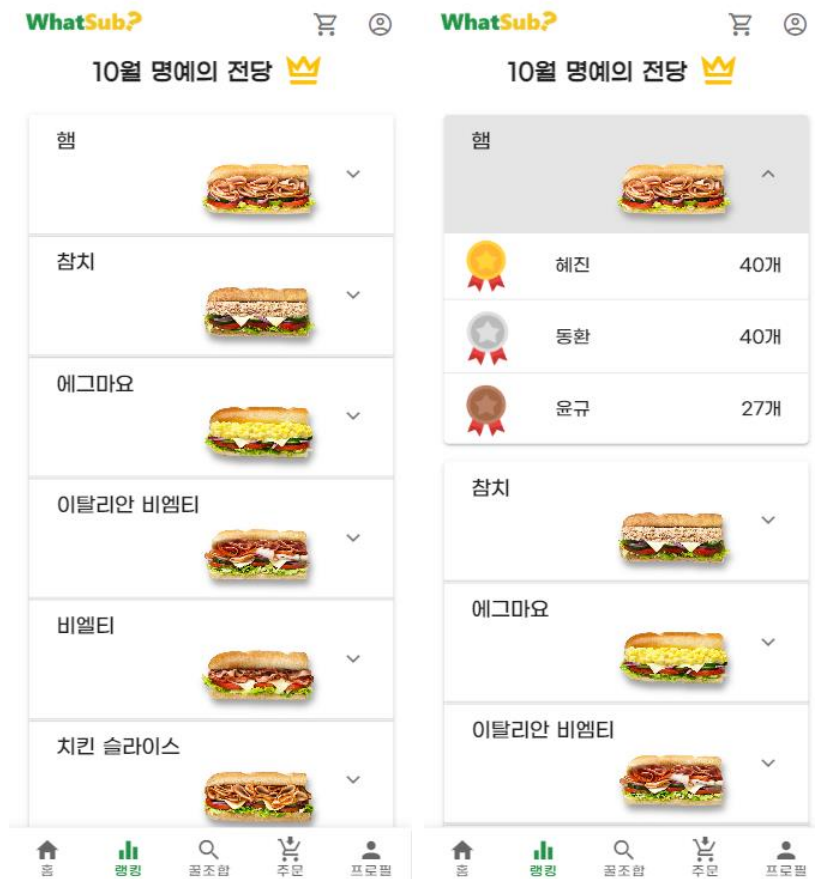 WhatSub?
10월 명예의 전당
햄
참치
에그마요
이탈리안 비엠티
비엘티
치킨 슬라이스
홈
랭킹
꿀조합
주문
프로필
WhatSub?
10월 명예의 전당
햄
혜진 40개
동환 40개
윤규 27개
참치
에그마요
이탈리안 비엠티
홈
랭킹
꿀조합
주문
프로필